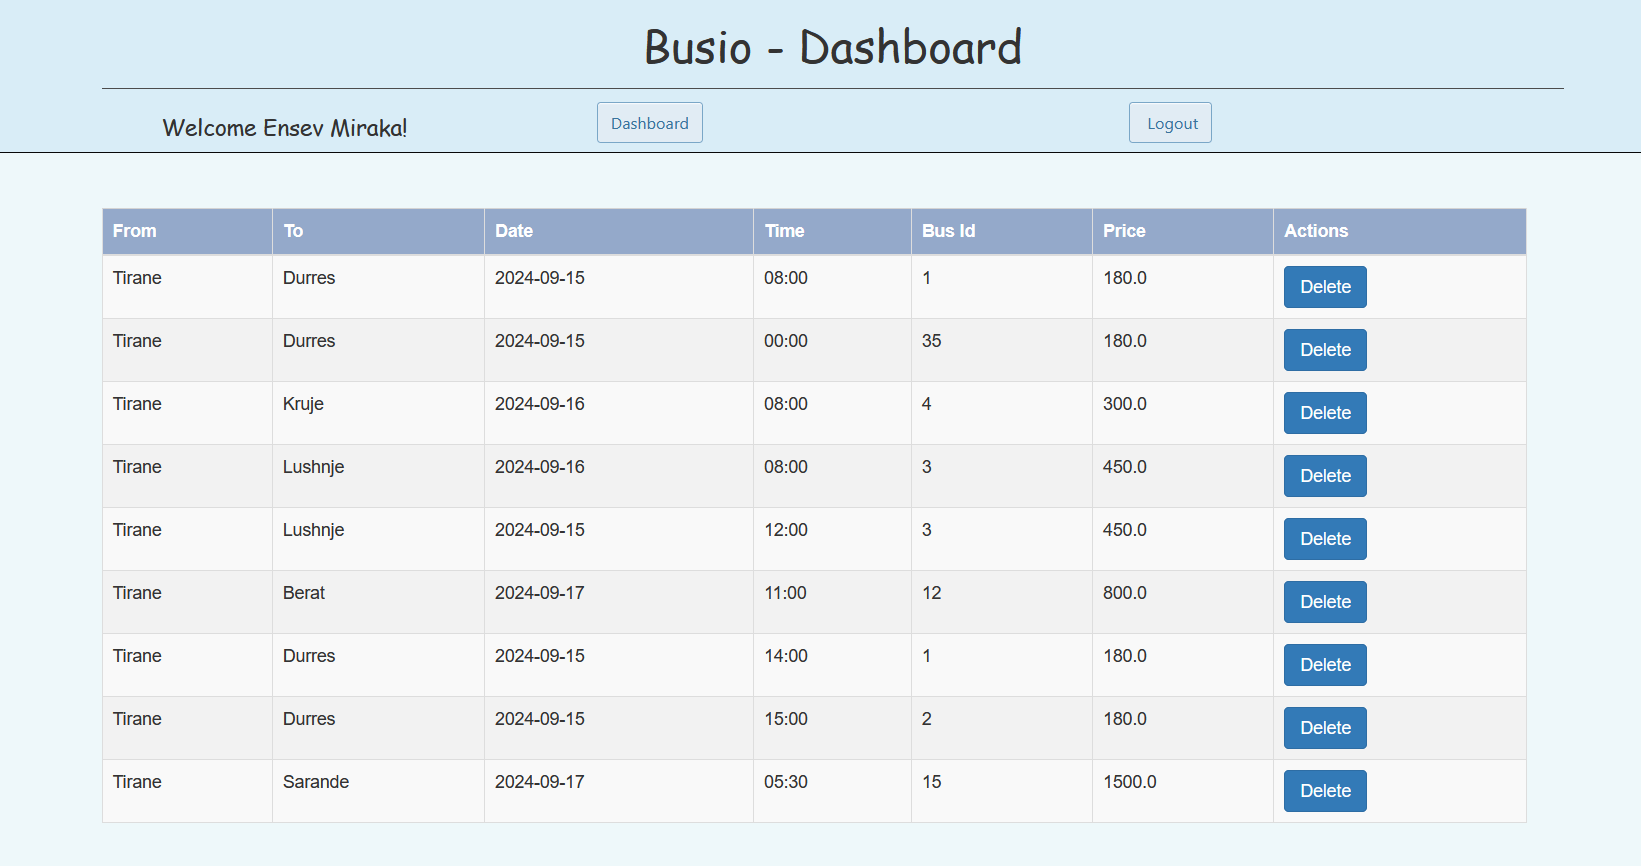 Busio - Dashboard
Welcome Ensev Miraka! Dashboard Logout
From To Date Time Bus Id Price Actions
Tirane Durres 2024-09-15 08:00 1 180.0 Delete
Tirane Durres 2024-09-15 00:00 35 180.0 Delete
Tirane Kruje 2024-09-16 08:00 4 300.0 Delete
Tirane Lushnje 2024-09-16 08:00 3 450.0 Delete
Tirane Lushnje 2024-09-15 12:00 3 450.0 Delete
Tirane Berat 2024-09-17 11:00 12 800.0 Delete
Tirane Durres 2024-09-15 14:00 1 180.0 Delete
Tirane Durres 2024-09-15 15:00 2 180.0 Delete
Tirane Sarande 2024-09-17 05:30 15 1500.0 Delete